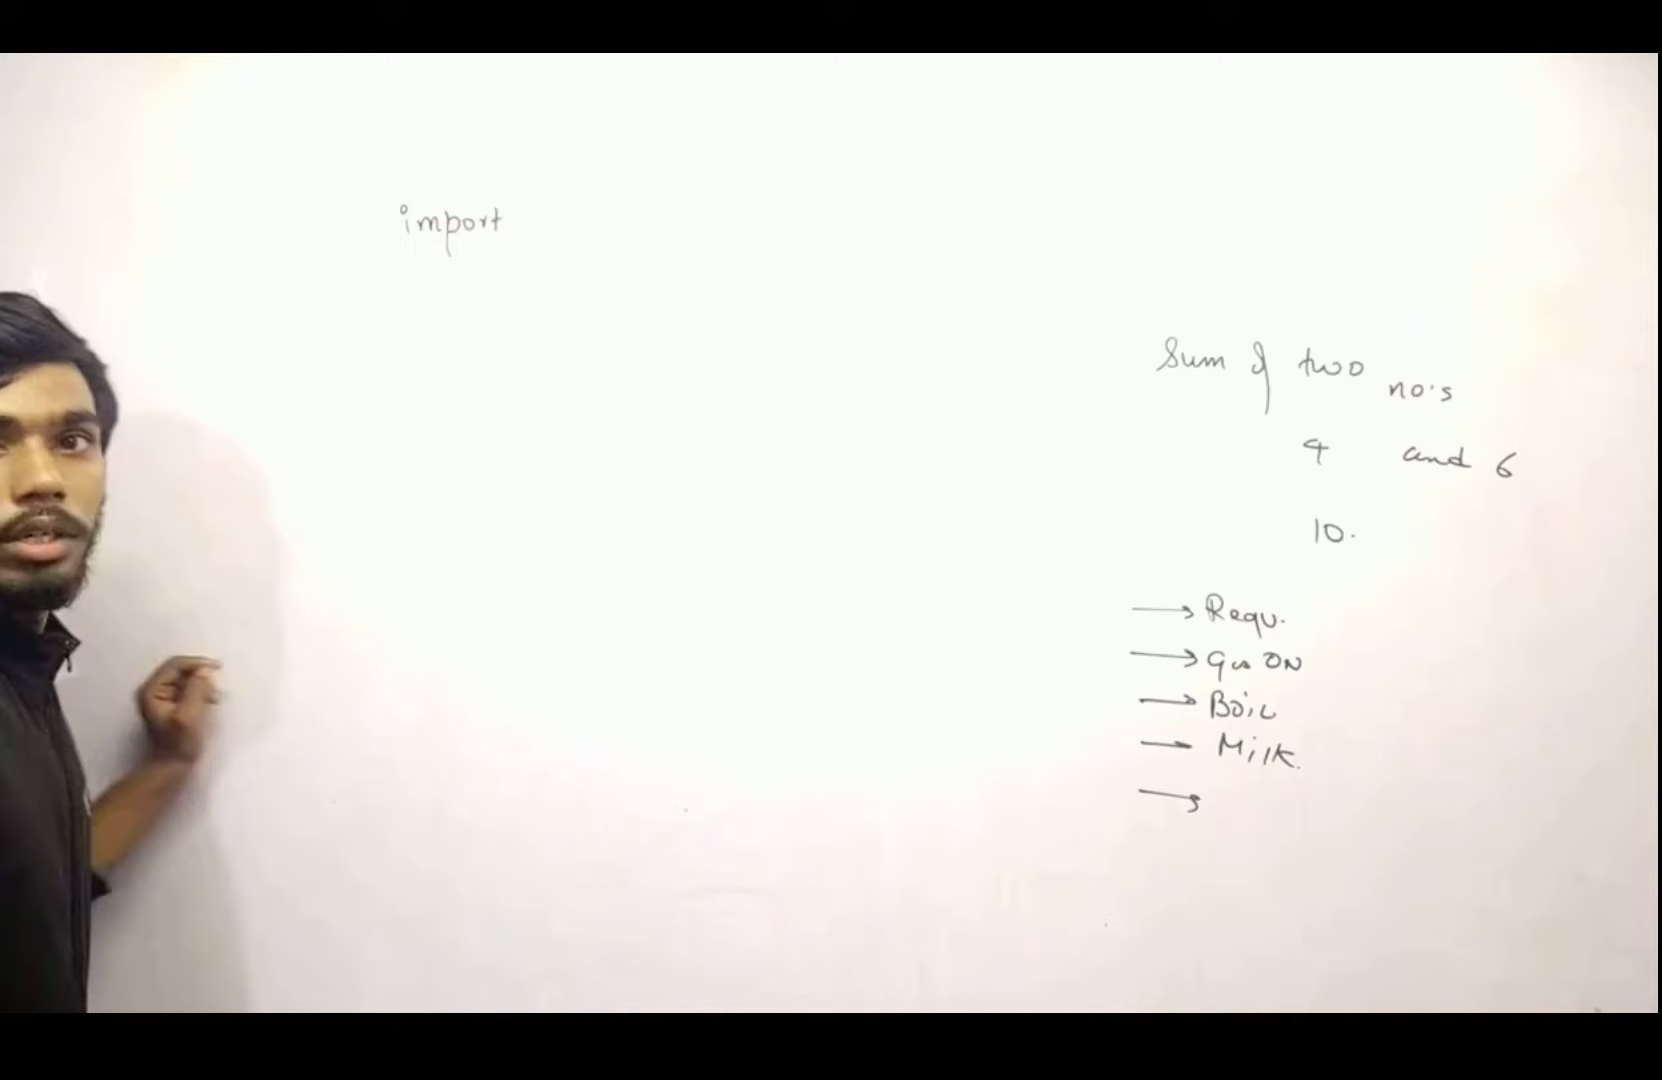 import
Sum of two no's
4 and 6
10.
→ Requ.
→ Gas ON
→ Boil
→ Milk.
→